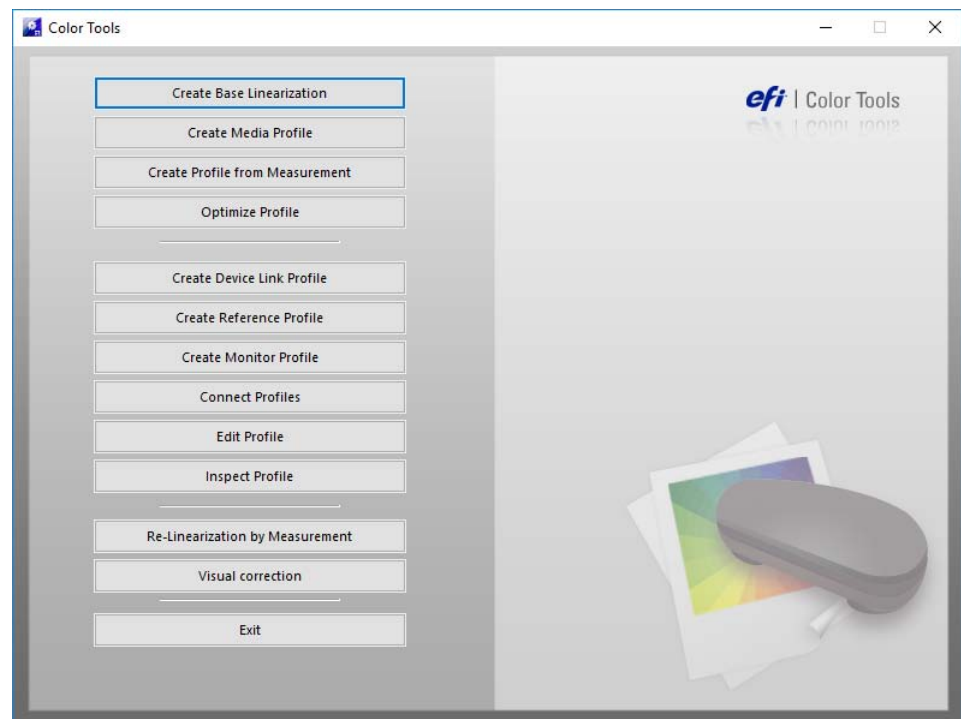 Color Tools
Create Base Linearization
Create Media Profile
Create Profile from Measurement
Optimize Profile
Create Device Link Profile
Create Reference Profile
Create Monitor Profile
Connect Profiles
Edit Profile
Inspect Profile
Re-Linearization by Measurement
Visual correction
Exit
efi | Color Tools